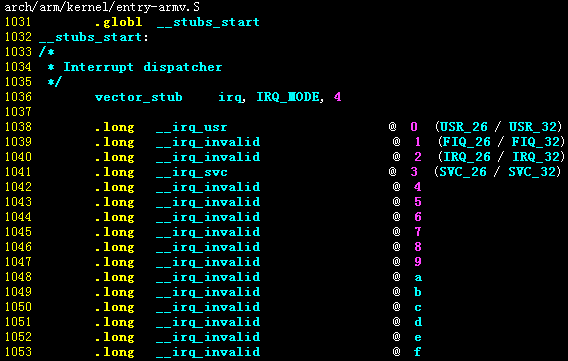 arch/arm/kernel/entry-armv.S
1031 .globl __stubs_start
1032 __stubs_start:
1033 /*
1034 * Interrupt dispatcher
1035 */
1036 vector_stub irq, IRQ_MODE, 4
1037
1038 .long __irq_usr @ 0 (USR_26 / USR_32)
1039 .long __irq_invalid @ 1 (FIQ_26 / FIQ_32)
1040 .long __irq_invalid @ 2 (IRQ_26 / IRQ_32)
1041 .long __irq_svc @ 3 (SVC_26 / SVC_32)
1042 .long __irq_invalid @ 4
1043 .long __irq_invalid @ 5
1044 .long __irq_invalid @ 6
1045 .long __irq_invalid @ 7
1046 .long __irq_invalid @ 8
1047 .long __irq_invalid @ 9
1048 .long __irq_invalid @ a
1049 .long __irq_invalid @ b
1050 .long __irq_invalid @ c
1051 .long __irq_invalid @ d
1052 .long __irq_invalid @ e
1053 .long __irq_invalid @ f